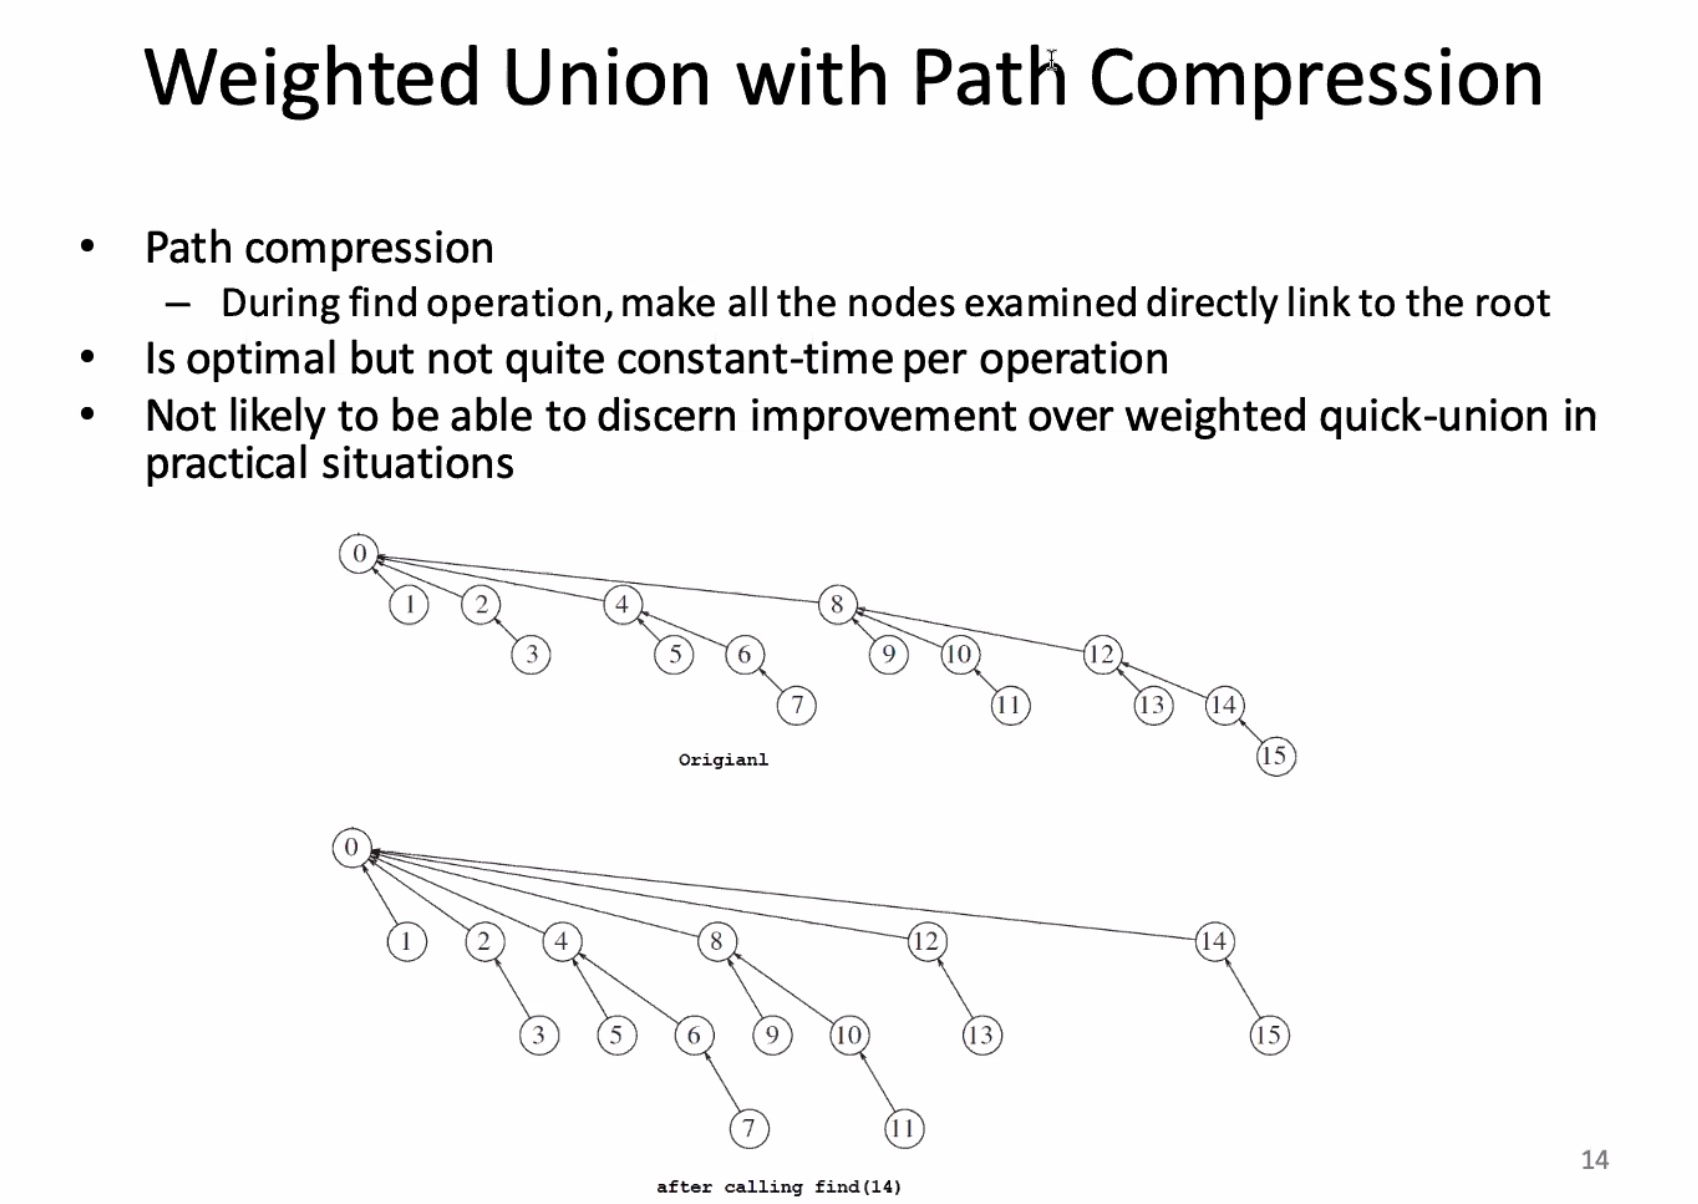 Weighted Union with Path Compression
• Path compression
– During find operation, make all the nodes examined directly link to the root
• Is optimal but not quite constant-time per operation
• Not likely to be able to discern improvement over weighted quick-union in
practical situations
0
1 2 4 8
3 5 6 9 10 12
7 11 13 14
15
Origianl
0
1 2 4 8 12 14
3 5 6 9 10 13 15
7 11
after calling find(14)
14